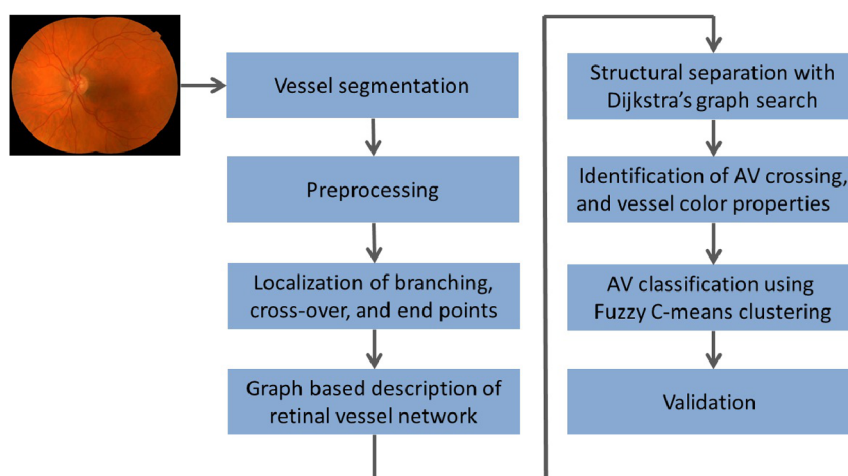 Vessel segmentation
Preprocessing
Localization of branching,
cross-over, and end points
Graph based description of
retinal vessel network
Structural separation with
Dijkstra's graph search
Identification of AV crossing,
and vessel color properties
AV classification using
Fuzzy C-means clustering
Validation